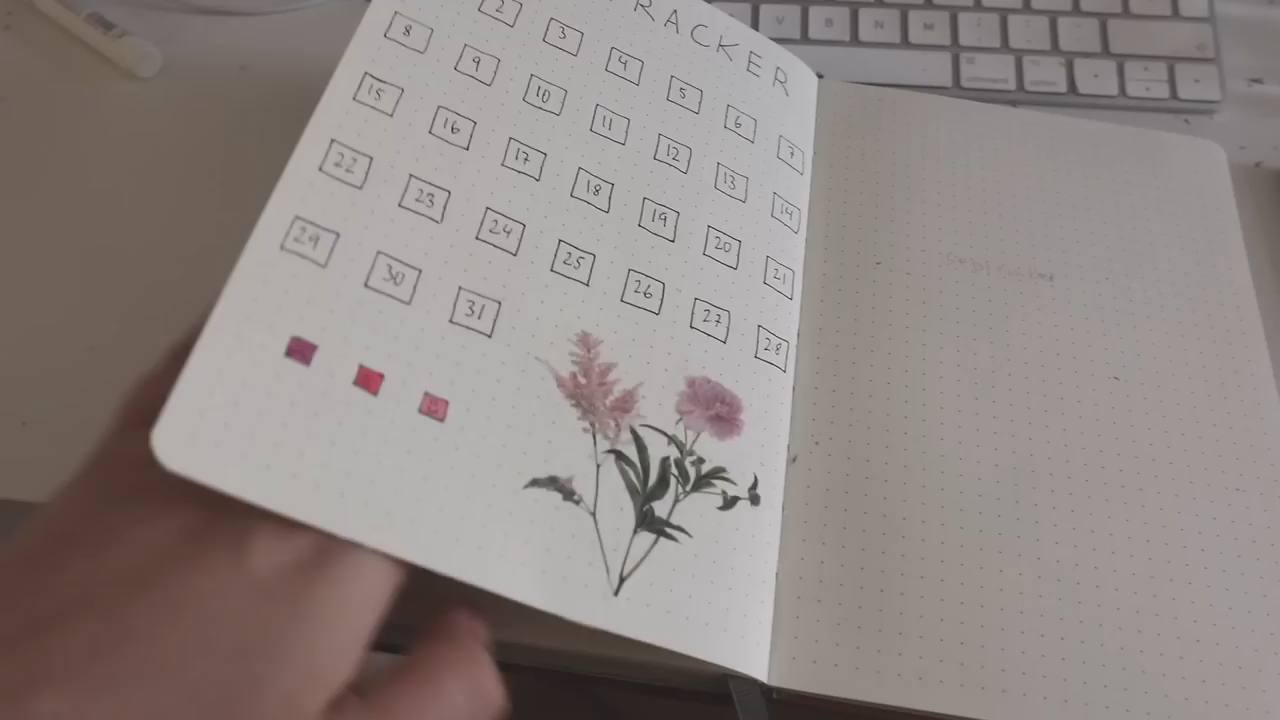 RACKER
2 3 4 5 6 7
8 9 10 11 12 13 14
15 16 17 18 19 20 21
22 23 24 25 26 27 28
29 30 31
V B N M
command